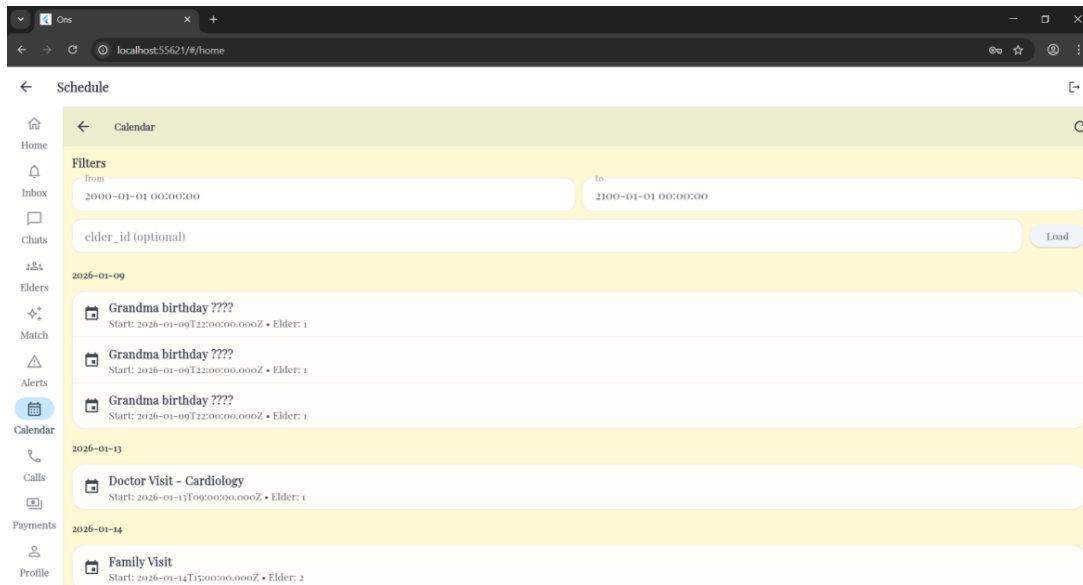 Ons
localhost:55621/#/home
Schedule
Home
Inbox
Chats
Elders
Match
Alerts
Calendar
Calls
Payments
Profile
Calendar
Filters
from
2000-01-01 00:00:00
to
2100-01-01 00:00:00
elder_id (optional)
Load
2026-01-09
Grandma birthday ????
Start: 2026-01-09T22:00:00.000Z • Elder: 1
Grandma birthday ????
Start: 2026-01-09T22:00:00.000Z • Elder: 1
Grandma birthday ????
Start: 2026-01-09T22:00:00.000Z • Elder: 1
2026-01-13
Doctor Visit - Cardiology
Start: 2026-01-13T09:00:00.000Z • Elder: 1
2026-01-14
Family Visit
Start: 2026-01-14T15:00:00.000Z • Elder: 2